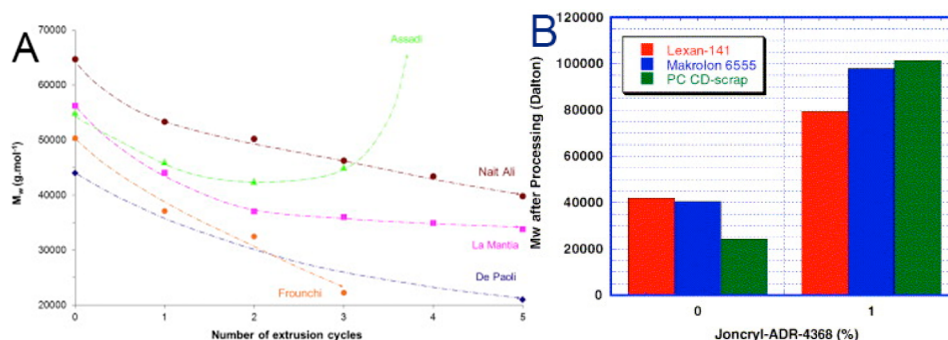 A
70000
60000
50000
40000
30000
20000
Mw (g.mol-1)
Assadi
Nait Ali
La Mantia
De Paoli
Frounchi
0 1 2 3 4 5
Number of extrusion cycles
B
120000
100000
80000
60000
40000
20000
0
Mw after Processing (Dalton)
Lexan-141
Makrolon 6555
PC CD-scrap
0 1
Joncryl-ADR-4368 (%)